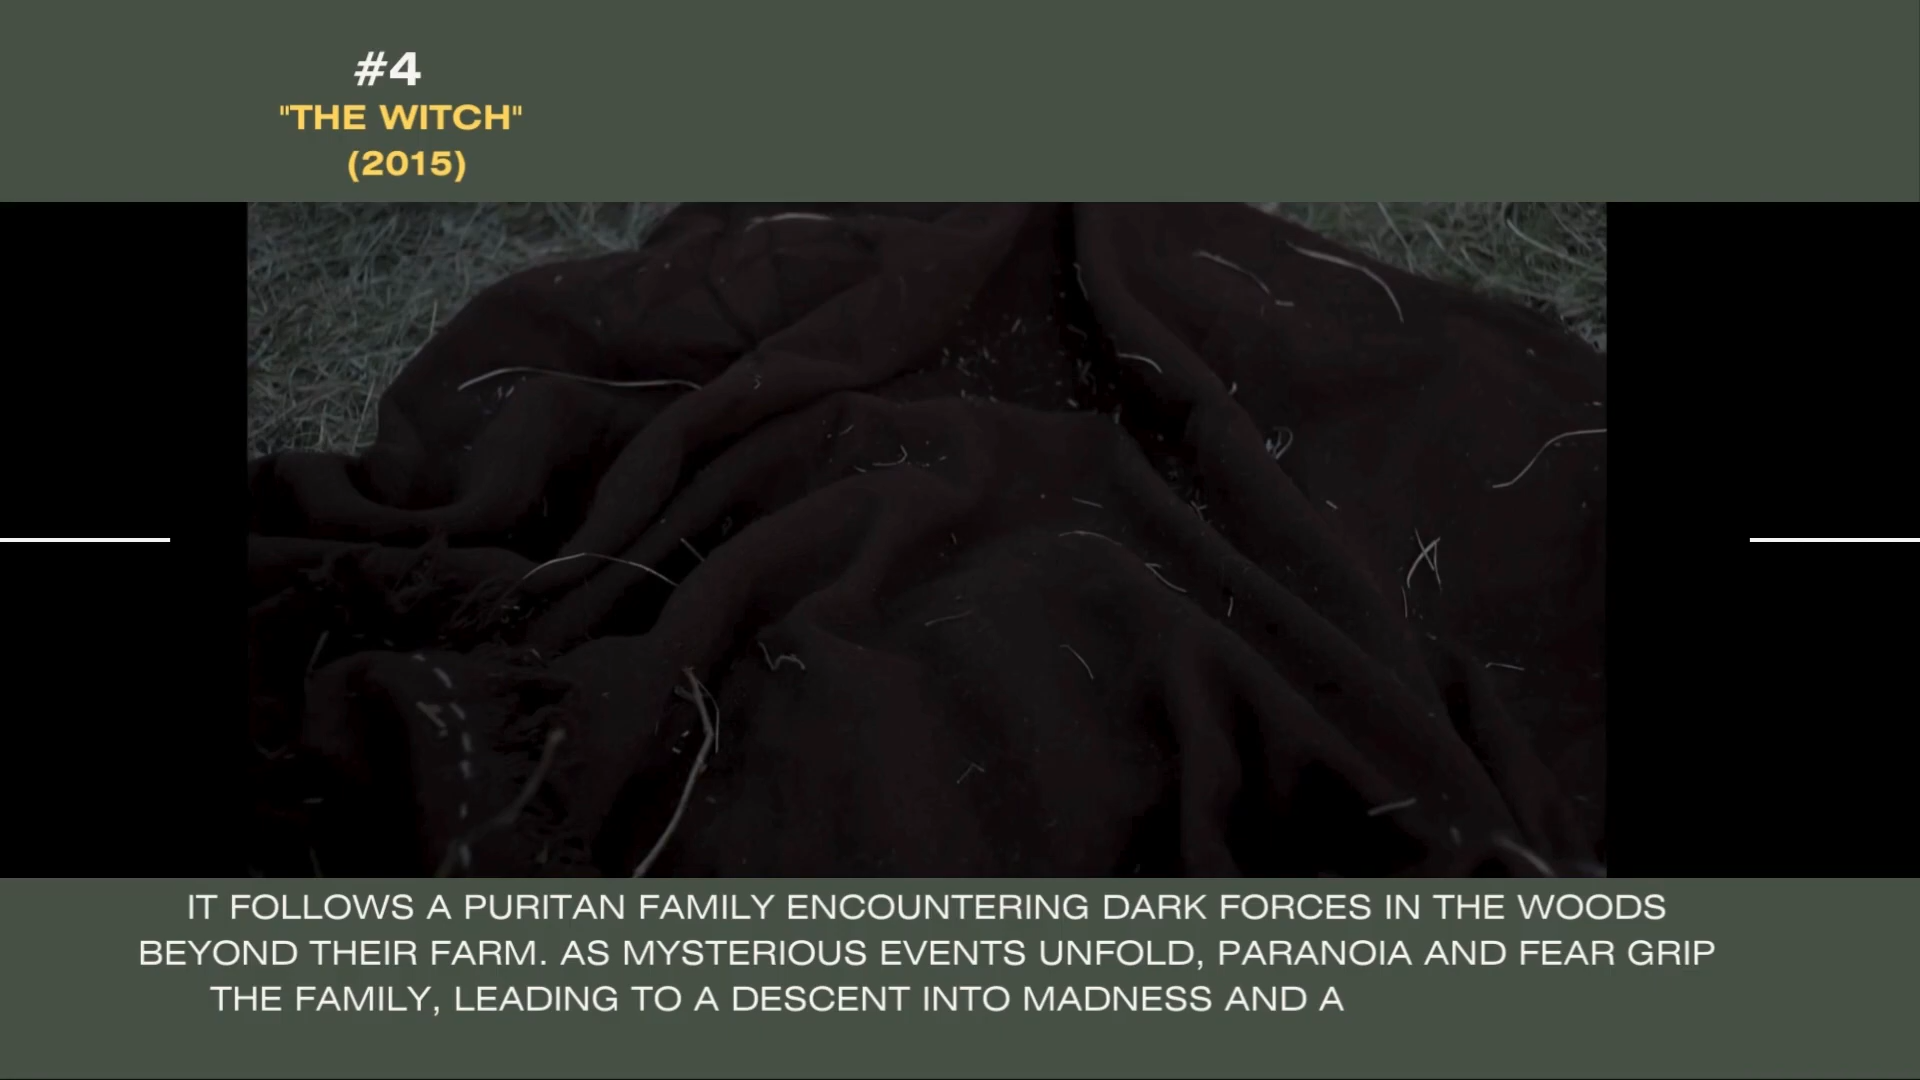 #4
"THE WITCH"
(2015)
IT FOLLOWS A PURITAN FAMILY ENCOUNTERING DARK FORCES IN THE WOODS
BEYOND THEIR FARM. AS MYSTERIOUS EVENTS UNFOLD, PARANOIA AND FEAR GRIP
THE FAMILY, LEADING TO A DESCENT INTO MADNESS AND A